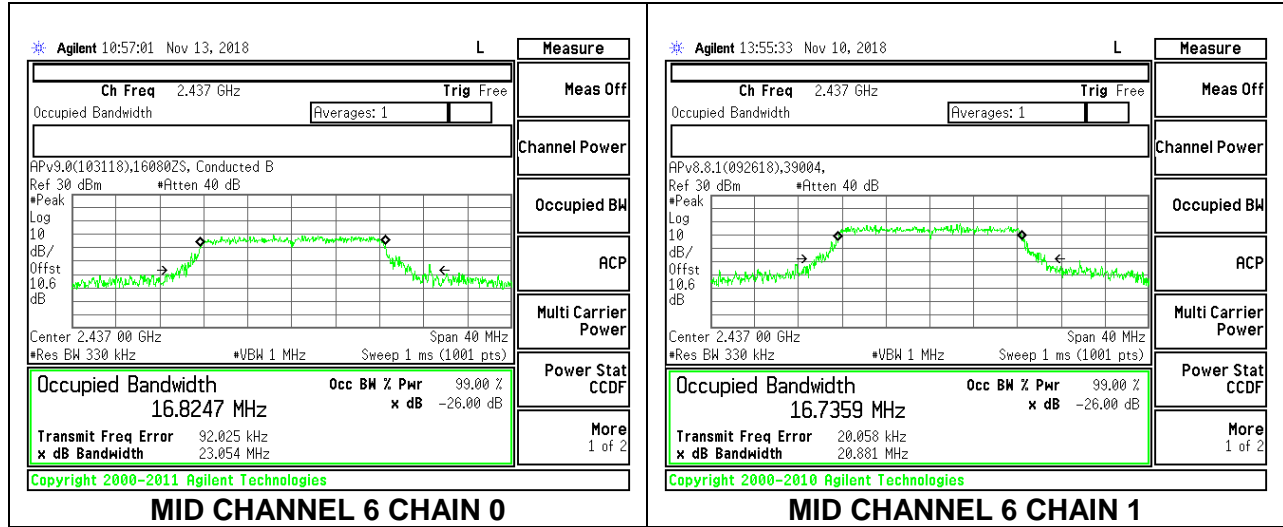 Agilent 10:57:01 Nov 13, 2018 L
Measure
Ch Freq 2.437 GHz Trig Free
Meas Off
Occupied Bandwidth Averages: 1
Channel Power
APv9.0(103118),16080ZS, Conducted B
Ref 30 dBm #Atten 40 dB
#Peak
Log
10
dB/
Offst
10.6
dB
Occupied BW
ACP
Multi Carrier
Power
Center 2.437 00 GHz Span 40 MHz
#Res BW 330 kHz #VBW 1 MHz Sweep 1 ms (1001 pts)
Power Stat
CCDF
Occupied Bandwidth Occ BW % Pwr 99.00 %
16.8247 MHz x dB -26.00 dB
Transmit Freq Error 92.025 kHz
x dB Bandwidth 23.054 MHz
More
1 of 2
Copyright 2000-2011 Agilent Technologies
MID CHANNEL 6 CHAIN 0
Agilent 13:55:33 Nov 10, 2018 L
Measure
Ch Freq 2.437 GHz Trig Free
Meas Off
Occupied Bandwidth Averages: 1
Channel Power
APv8.8.1(092618),39004,
Ref 30 dBm #Atten 40 dB
#Peak
Log
10
dB/
Offst
10.6
dB
Occupied BW
ACP
Multi Carrier
Power
Center 2.437 00 GHz Span 40 MHz
#Res BW 330 kHz #VBW 1 MHz Sweep 1 ms (1001 pts)
Power Stat
CCDF
Occupied Bandwidth Occ BW % Pwr 99.00 %
16.7359 MHz x dB -26.00 dB
Transmit Freq Error 20.058 kHz
x dB Bandwidth 20.881 MHz
More
1 of 2
Copyright 2000-2010 Agilent Technologies
MID CHANNEL 6 CHAIN 1